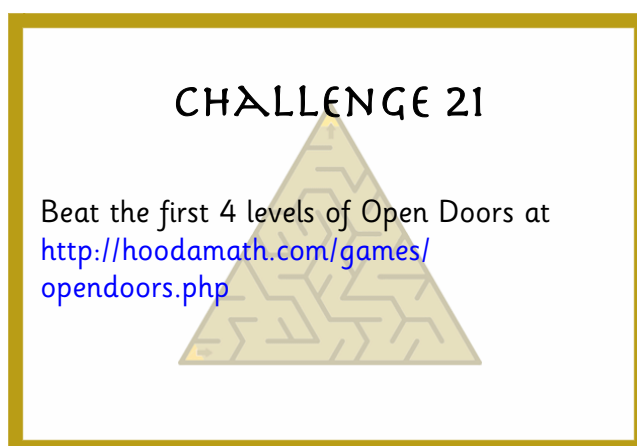 CHALLENGE 21
Beat the first 4 levels of Open Doors at
http://hoodamath.com/games/
opendoors.php